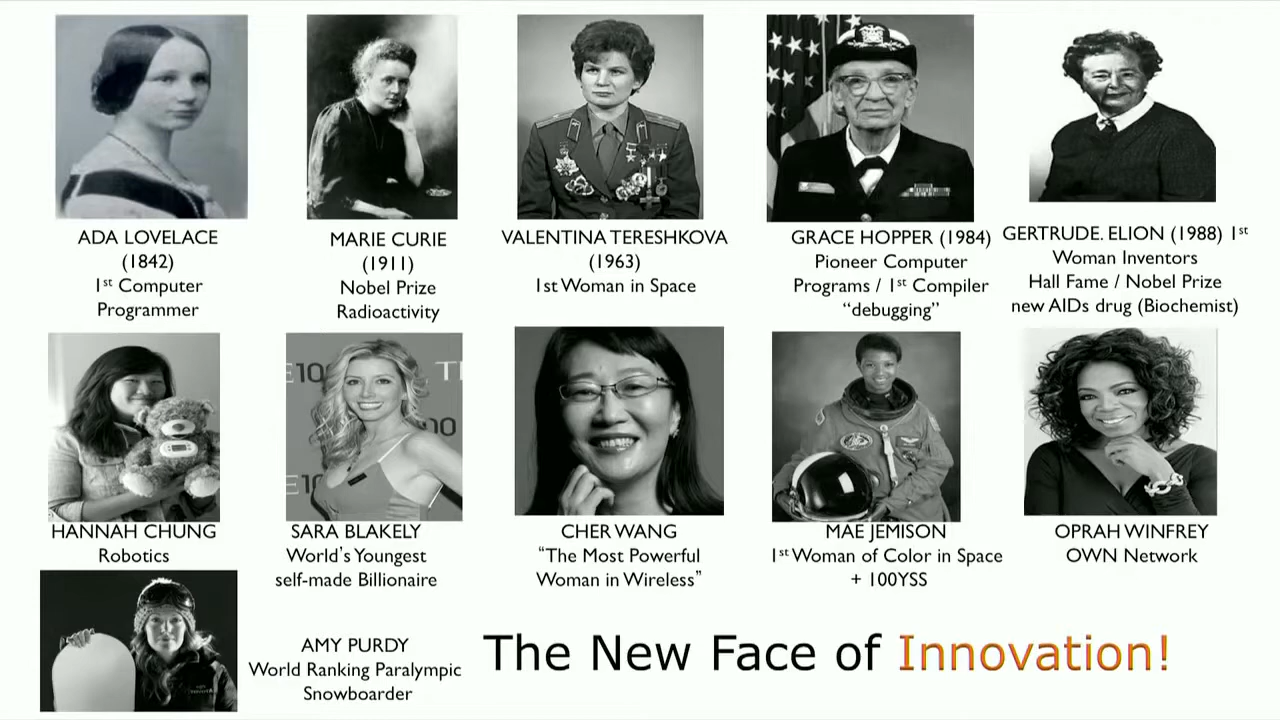 ADA LOVELACE
(1842)
1st Computer
Programmer
MARIE CURIE
(1911)
Nobel Prize
Radioactivity
VALENTINA TERESHKOVA
(1963)
1st Woman in Space
GRACE HOPPER (1984)
Pioneer Computer
Programs / 1st Compiler
“debugging”
GERTRUDE. ELION (1988) 1st
Woman Inventors
Hall Fame / Nobel Prize
new AIDs drug (Biochemist)
E10
TI
00
E10
HANNAH CHUNG
Robotics
SARA BLAKELY
World's Youngest
self-made Billionaire
CHER WANG
“The Most Powerful
Woman in Wireless”
MAE JEMISON
1st Woman of Color in Space
+ 100YSS
OPRAH WINFREY
OWN Network
AMY PURDY
World Ranking Paralympic
Snowboarder
The New Face of Innovation!